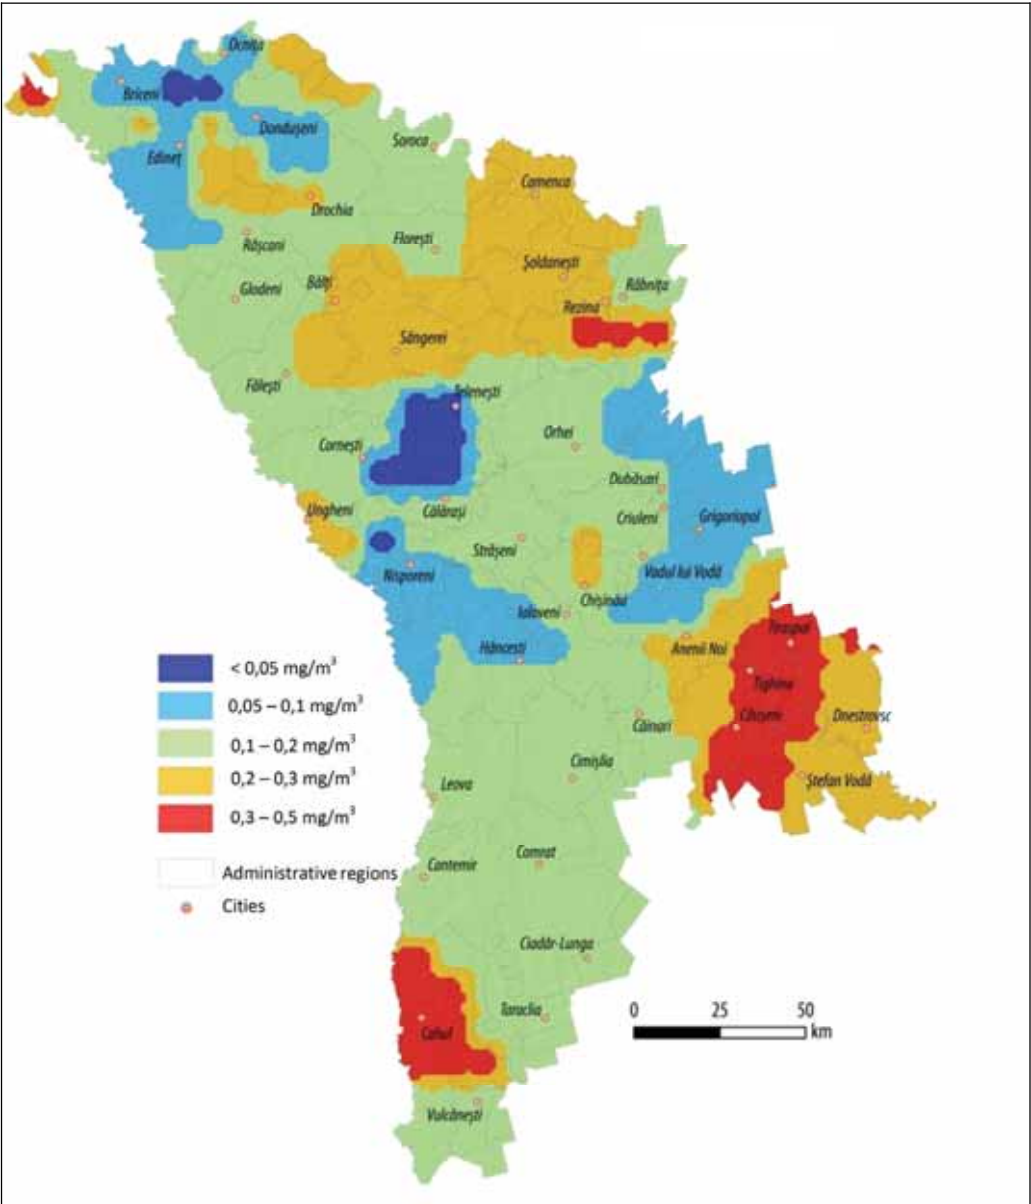 Ocnița
Briceni
Dondușeni
Edineț
Soroca
Camenca
Drochia
Râșcani
Florești
Șoldanești
Glodeni
Bălți
Râbnița
Rezina
Sângerei
Fălești
Telenești
Cornești
Orhei
Dubăsari
Ungheni
Călărași
Criuleni
Grigoriopol
Strășeni
Nisporeni
Vadul lui Vodă
Chișinău
Ialoveni
Hâncești
Anenii Noi
Tiraspol
Tighina
Căinari
Căușeni
Dnestrovsc
Cimișlia
Ștefan Vodă
Leova
Cantemir
Comrat
Ciadâr-Lunga
Taraclia
Cahul
Vulcănești
< 0,05 mg/m³
0,05 – 0,1 mg/m³
0,1 – 0,2 mg/m³
0,2 – 0,3 mg/m³
0,3 – 0,5 mg/m³
Administrative regions
Cities
0 25 50
km